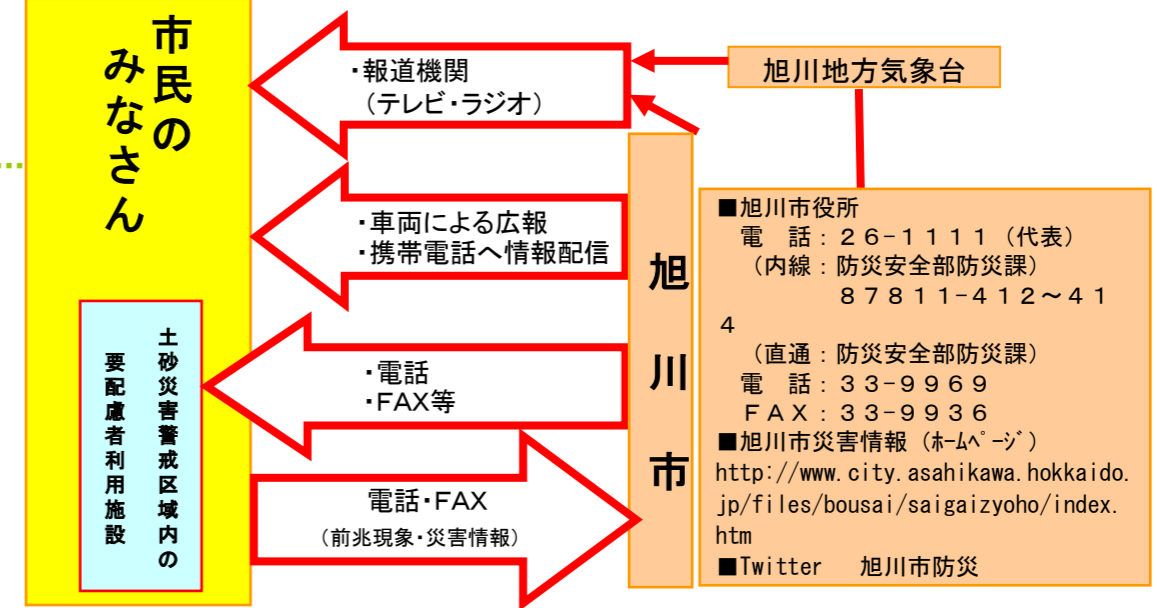 市民の
みなさん
土砂災害警戒区域内の
要配慮者利用施設
・報道機関
（テレビ・ラジオ）
・車両による広報
・携帯電話へ情報配信
・電話
・FAX等
電話・FAX
（前兆現象・災害情報）
旭川市
旭川地方気象台
■旭川市役所
電　話：２６-１１１１（代表）
（内線：防災安全部防災課）
８７８１１-４１２～４１
４
（直通：防災安全部防災課）
電　話：３３-９９６９
ＦＡＸ：３３-９９３６
■旭川市災害情報（ﾎｰﾑﾍﾟｰｼﾞ）
http://www.city.asahikawa.hokkaido.
jp/files/bousai/saigaizyoho/index.
htm
■Twitter　旭川市防災